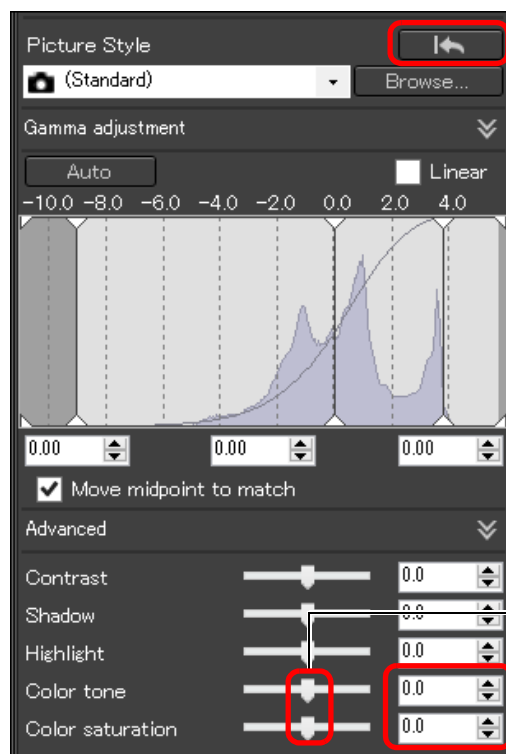 Picture Style
(Standard)
Browse...
Gamma adjustment
Auto
Linear
-10.0 -8.0 -6.0 -4.0 -2.0 0.0 2.0 4.0
0.00 0.00 0.00
Move midpoint to match
Advanced
Contrast 0.0
Shadow 0.0
Highlight 0.0
Color tone 0.0
Color saturation 0.0